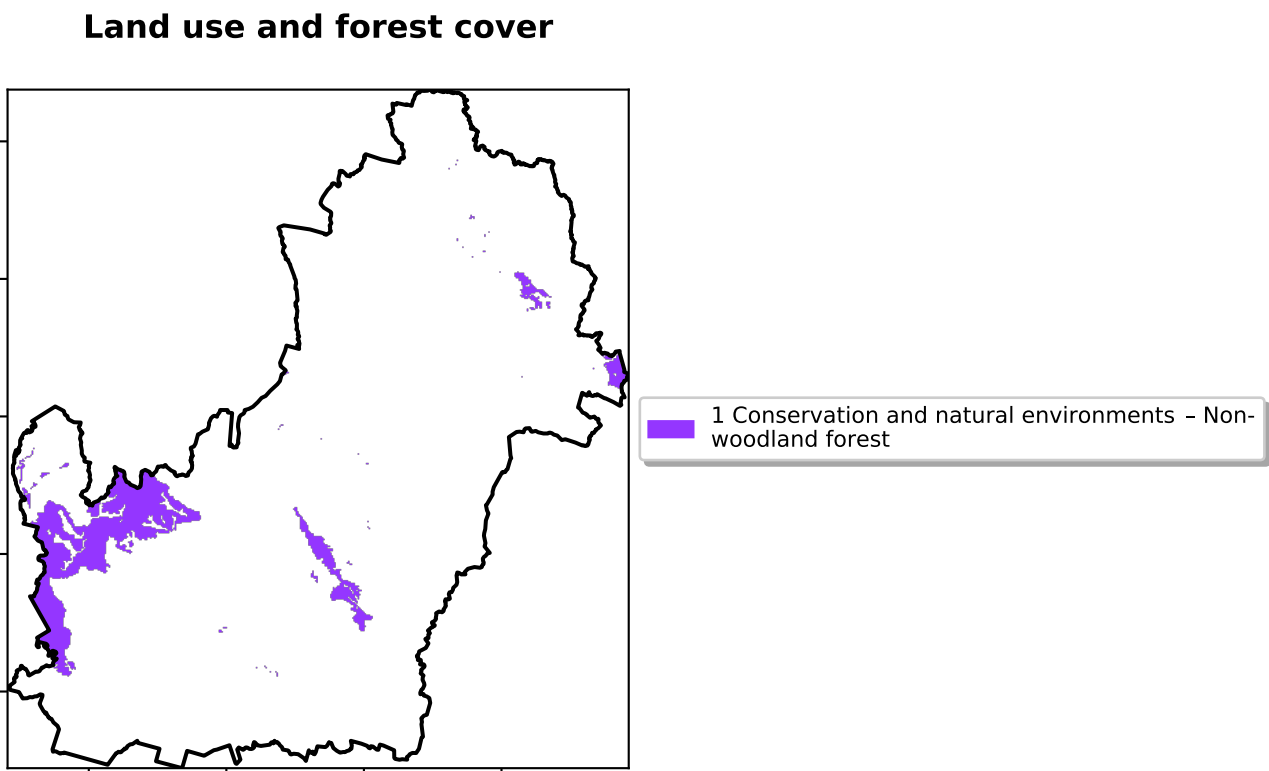 Land use and forest cover
1 Conservation and natural environments – Non-
woodland forest